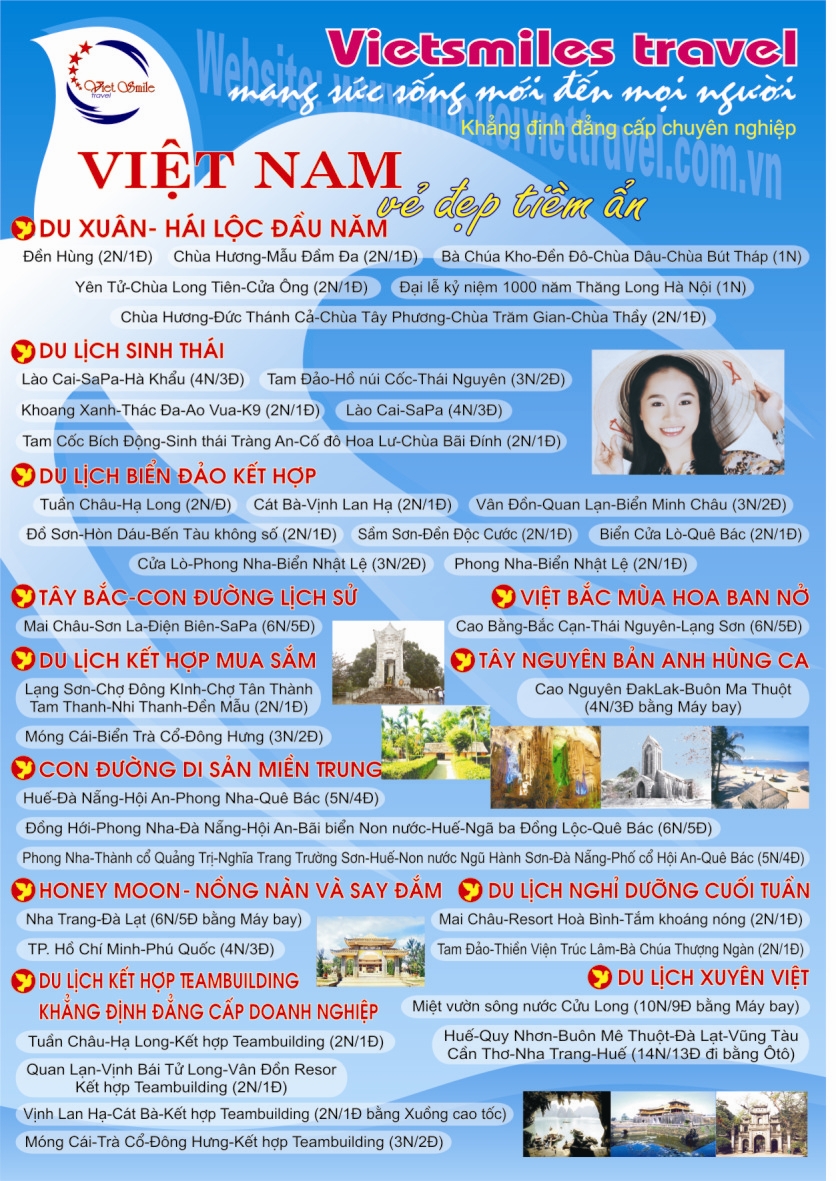 Viet Smile
travel
Vietsmiles travel
mang sức sống mới đến mọi người
Khẳng định đẳng cấp chuyên nghiệp
Website:
viettravel.com.vn
VIỆT NAM
vẻ đẹp tiềm ẩn
DU XUÂN- HÁI LỘC ĐẦU NĂM
Đền Hùng (2N/1Đ) Chùa Hương-Mẫu Đầm Đa (2N/1Đ) Bà Chúa Kho-Đền Đô-Chùa Dâu-Chùa Bút Tháp (1N)
Yên Tử-Chùa Long Tiên-Cửa Ông (2N/1Đ) Đại lễ kỷ niệm 1000 năm Thăng Long Hà Nội (1N)
Chùa Hương-Đức Thánh Cả-Chùa Tây Phương-Chùa Trăm Gian-Chùa Thầy (2N/1Đ)
DU LỊCH SINH THÁI
Lào Cai-SaPa-Hà Khẩu (4N/3Đ) Tam Đảo-Hồ núi Cốc-Thái Nguyên (3N/2Đ)
Khoang Xanh-Thác Đa-Ao Vua-K9 (2N/1Đ) Lào Cai-SaPa (4N/3Đ)
Tam Cốc Bích Động-Sinh thái Tràng An-Cố đô Hoa Lư-Chùa Bãi Đính (2N/1Đ)
DU LỊCH BIỂN ĐẢO KẾT HỢP
Tuần Châu-Hạ Long (2N/Đ) Cát Bà-Vịnh Lan Hạ (2N/1Đ) Vân Đồn-Quan Lạn-Biển Minh Châu (3N/2Đ)
Đồ Sơn-Hòn Dáu-Bến Tàu không số (2N/1Đ) Sầm Sơn-Đền Độc Cước (2N/1Đ) Biển Cửa Lò-Quê Bác (2N/1Đ)
Cửa Lò-Phong Nha-Biển Nhật Lệ (3N/2Đ) Phong Nha-Biển Nhật Lệ (2N/1Đ)
TÂY BẮC-CON ĐƯỜNG LỊCH SỬ
Mai Châu-Sơn La-Điện Biên-SaPa (6N/5Đ)
VIỆT BẮC MÙA HOA BAN NỞ
Cao Bằng-Bắc Cạn-Thái Nguyên-Lạng Sơn (6N/5Đ)
DU LỊCH KẾT HỢP MUA SẮM
Lạng Sơn-Chợ Đông KInh-Chợ Tân Thành
Tam Thanh-Nhi Thanh-Đền Mẫu (2N/1Đ)
Móng Cái-Biển Trà Cổ-Đông Hưng (3N/2Đ)
TÂY NGUYÊN BẢN ANH HÙNG CA
Cao Nguyên ĐakLak-Buôn Ma Thuột
(4N/3Đ bằng Máy bay)
CON ĐƯỜNG DI SẢN MIỀN TRUNG
Huế-Đà Nẵng-Hội An-Phong Nha-Quê Bác (5N/4Đ)
Đồng Hới-Phong Nha-Đà Nẵng-Hội An-Bãi biển Non nước-Huế-Ngã ba Đồng Lộc-Quê Bác (6N/5Đ)
Phong Nha-Thành cổ Quảng Trị-Nghĩa Trang Trường Sơn-Huế-Non nước Ngũ Hành Sơn-Đà Nẵng-Phố cổ Hội An-Quê Bác (5N/4Đ)
HONEY MOON- NỒNG NÀN VÀ SAY ĐẮM
Nha Trang-Đà Lạt (6N/5Đ bằng Máy bay)
TP. Hồ Chí Minh-Phú Quốc (4N/3Đ)
DU LỊCH NGHỈ DƯỠNG CUỐI TUẦN
Mai Châu-Resort Hoà Bình-Tắm khoáng nóng (2N/1Đ)
Tam Đảo-Thiền Viện Trúc Lâm-Bà Chúa Thượng Ngàn (2N/1Đ)
DU LỊCH KẾT HỢP TEAMBUILDING
KHẲNG ĐỊNH ĐẲNG CẤP DOANH NGHIỆP
Tuần Châu-Hạ Long-Kết hợp Teambuilding (2N/1Đ)
Quan Lạn-Vịnh Bái Tử Long-Vân Đồn Resor
Kết hợp Teambuilding (2N/1Đ)
Vịnh Lan Hạ-Cát Bà-Kết hợp Teambuilding (2N/1Đ bằng Xuồng cao tốc)
Móng Cái-Trà Cổ-Đông Hưng-Kết hợp Teambuilding (3N/2Đ)
DU LỊCH XUYÊN VIỆT
Miệt vườn sông nước Cửu Long (10N/9Đ bằng Máy bay)
Huế-Quy Nhơn-Buôn Mê Thuột-Đà Lạt-Vũng Tàu
Cần Thơ-Nha Trang-Huế (14N/13Đ đi bằng Ôtô)